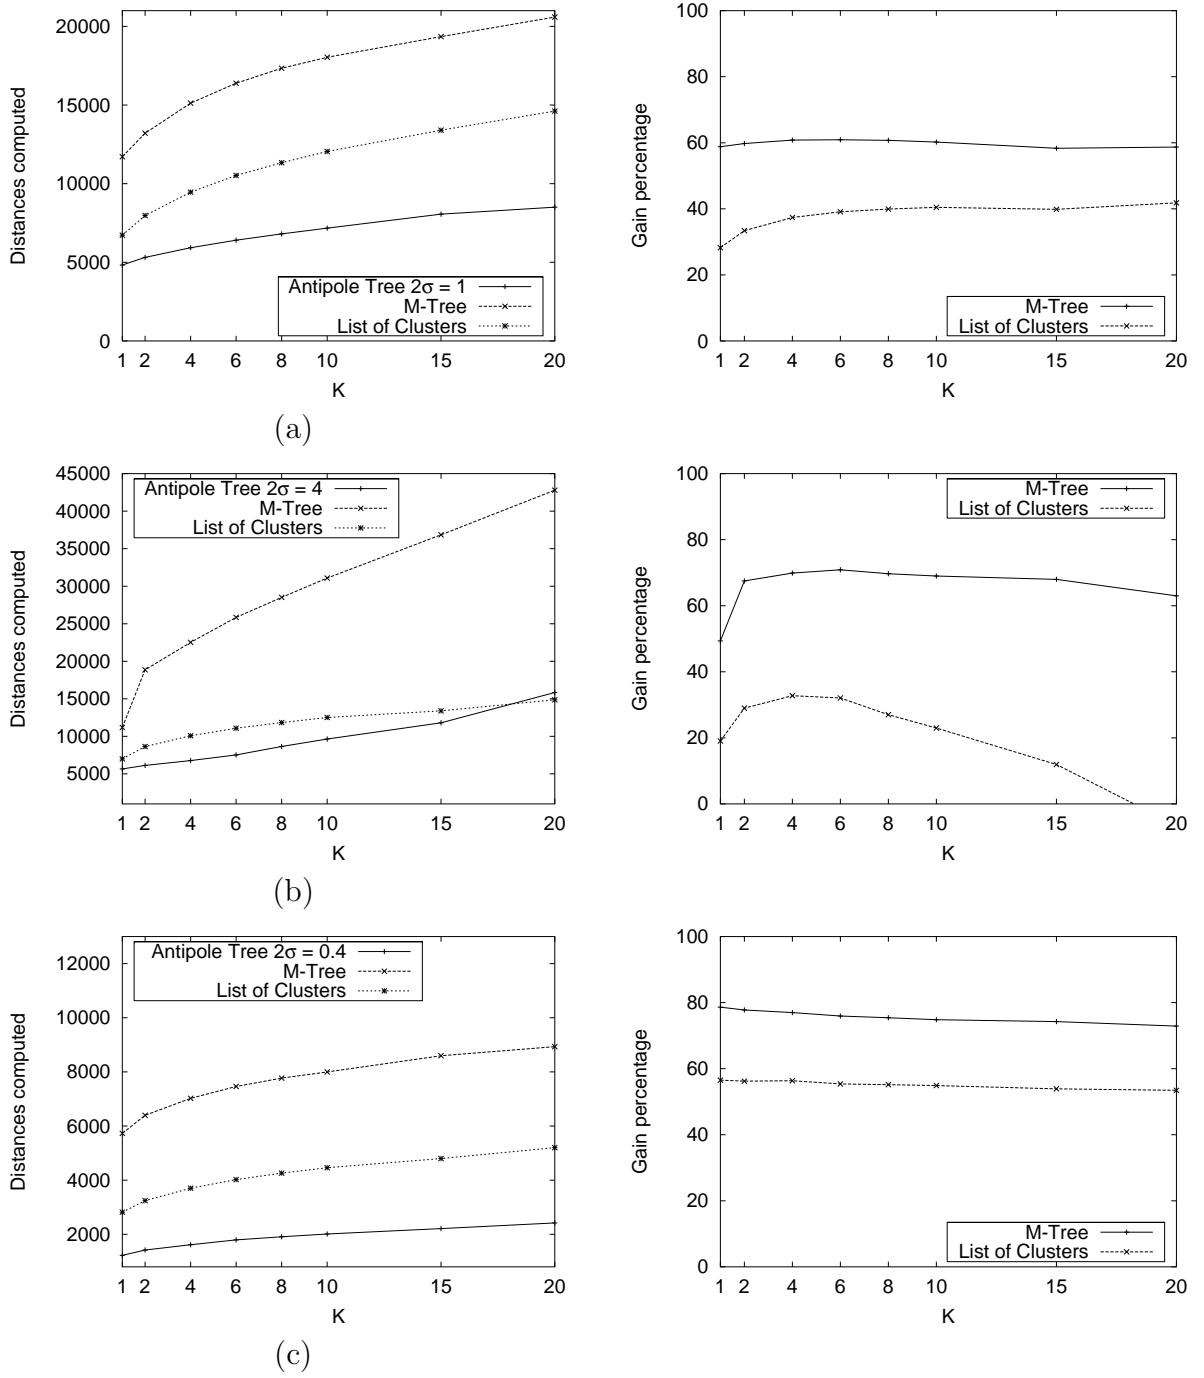 Distances computed
20000
15000
10000
5000
0
Antipole Tree 2σ = 1
M-Tree
List of Clusters
1 2 4 6 8 10 15 20
K
Gain percentage
100
80
60
40
20
0
M-Tree
List of Clusters
1 2 4 6 8 10 15 20
K
(a)
Distances computed
45000
40000
35000
30000
25000
20000
15000
10000
5000
Antipole Tree 2σ = 4
M-Tree
List of Clusters
1 2 4 6 8 10 15 20
K
Gain percentage
100
80
60
40
20
0
M-Tree
List of Clusters
1 2 4 6 8 10 15 20
K
(b)
Distances computed
12000
10000
8000
6000
4000
2000
Antipole Tree 2σ = 0.4
M-Tree
List of Clusters
1 2 4 6 8 10 15 20
K
Gain percentage
100
80
60
40
20
0
M-Tree
List of Clusters
1 2 4 6 8 10 15 20
K
(c)